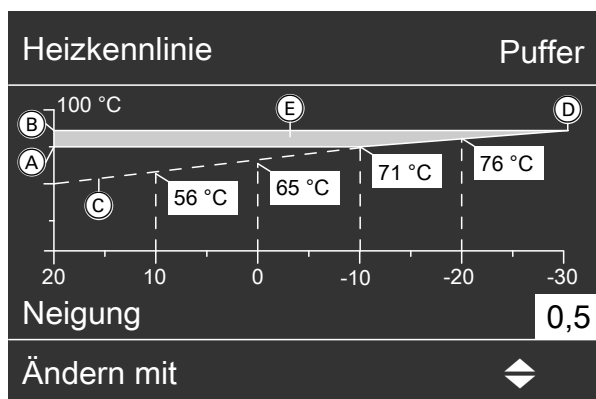 Heizkennlinie Puffer
100 °C
B E D
A
C 56 °C 65 °C 71 °C 76 °C
20 10 0 -10 -20 -30
Neigung 0,5
Ändern mit